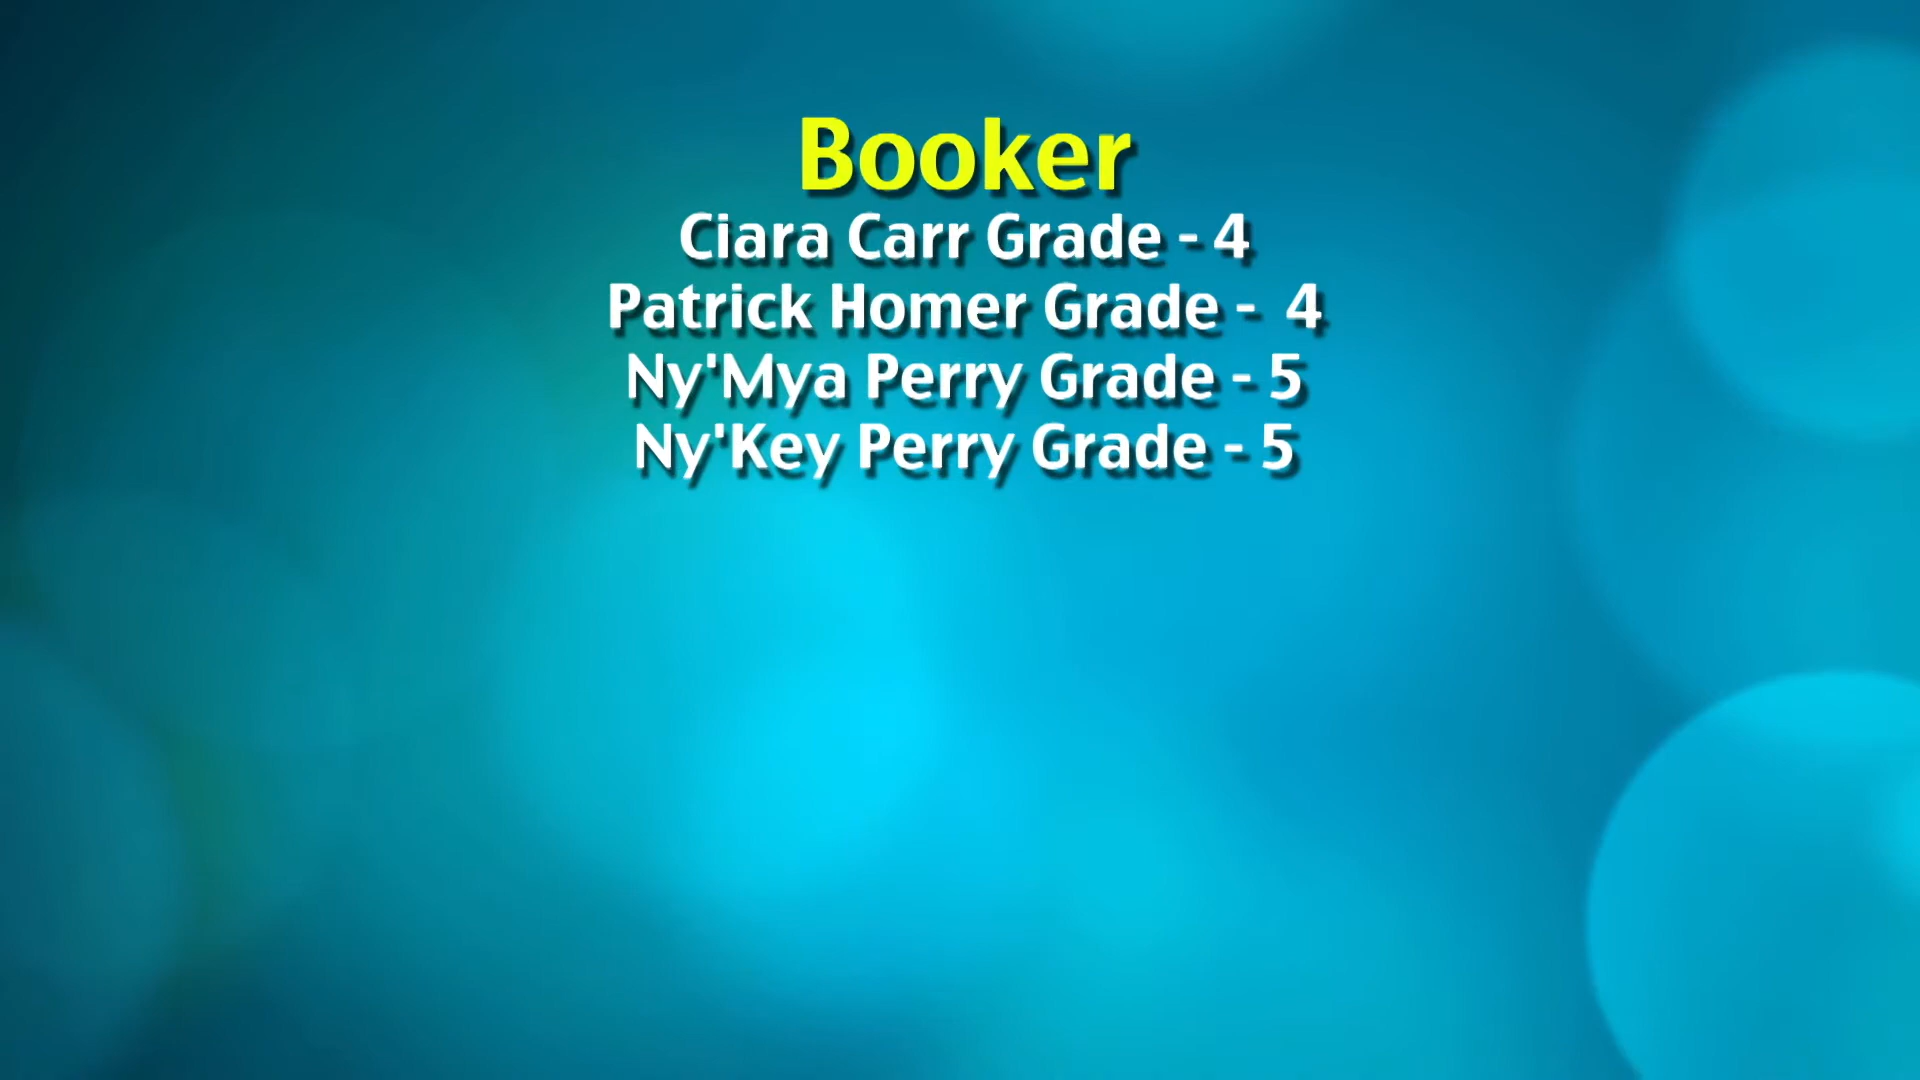 Booker
Ciara Carr Grade - 4
Patrick Homer Grade -  4
Ny'Mya Perry Grade - 5
Ny'Key Perry Grade - 5